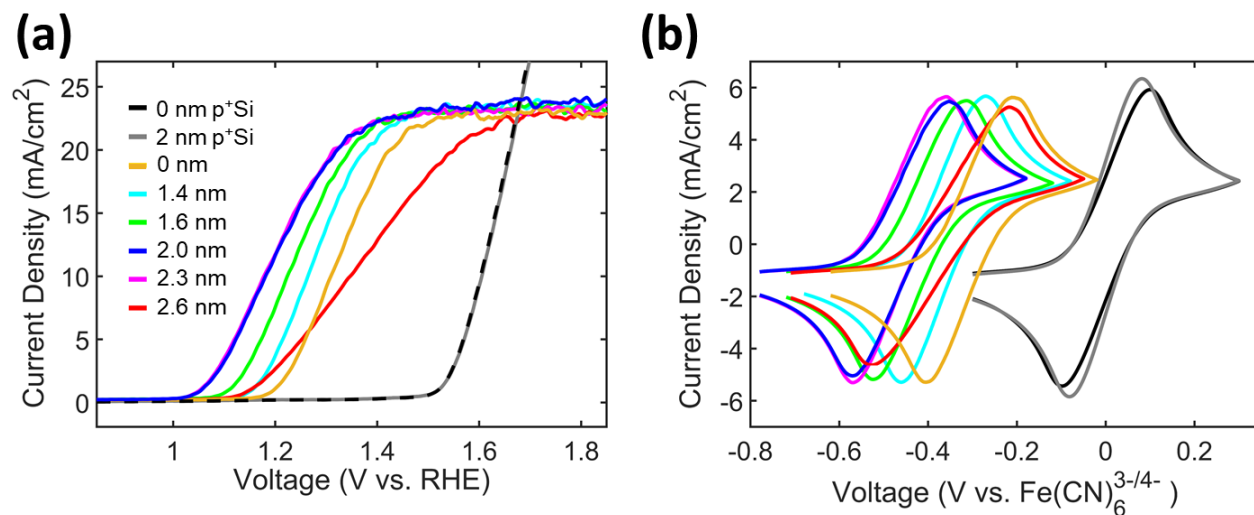 (a)
Current Density (mA/cm²)
25
20
15
10
5
0
0 nm p⁺Si
2 nm p⁺Si
0 nm
1.4 nm
1.6 nm
2.0 nm
2.3 nm
2.6 nm
1
1.2
1.4
1.6
1.8
Voltage (V vs. RHE)
(b)
Current Density (mA/cm²)
6
4
2
0
-2
-4
-6
-0.8
-0.6
-0.4
-0.2
0
0.2
Voltage (V vs. Fe(CN)₆³⁻/⁴⁻ )